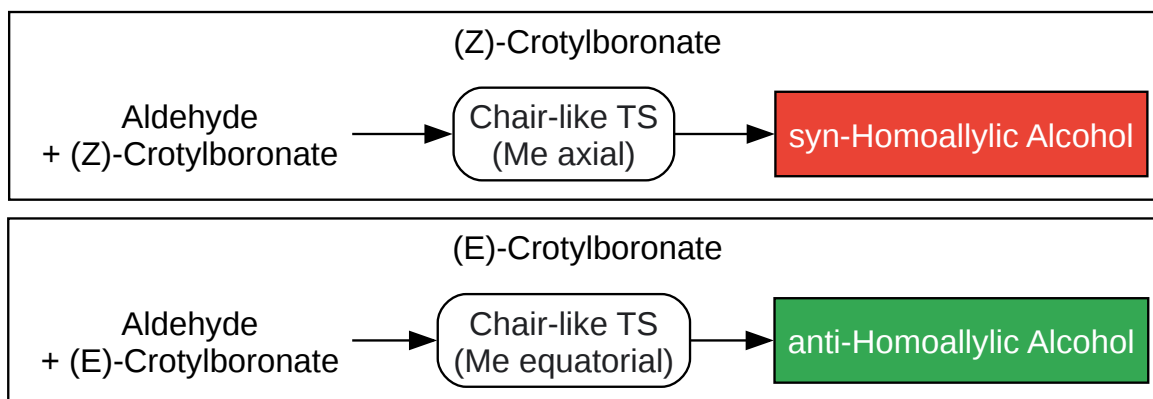 (Z)-Crotylboronate
Aldehyde
+ (Z)-Crotylboronate
Chair-like TS
(Me axial)
syn-Homoallylic Alcohol
(E)-Crotylboronate
Aldehyde
+ (E)-Crotylboronate
Chair-like TS
(Me equatorial)
anti-Homoallylic Alcohol